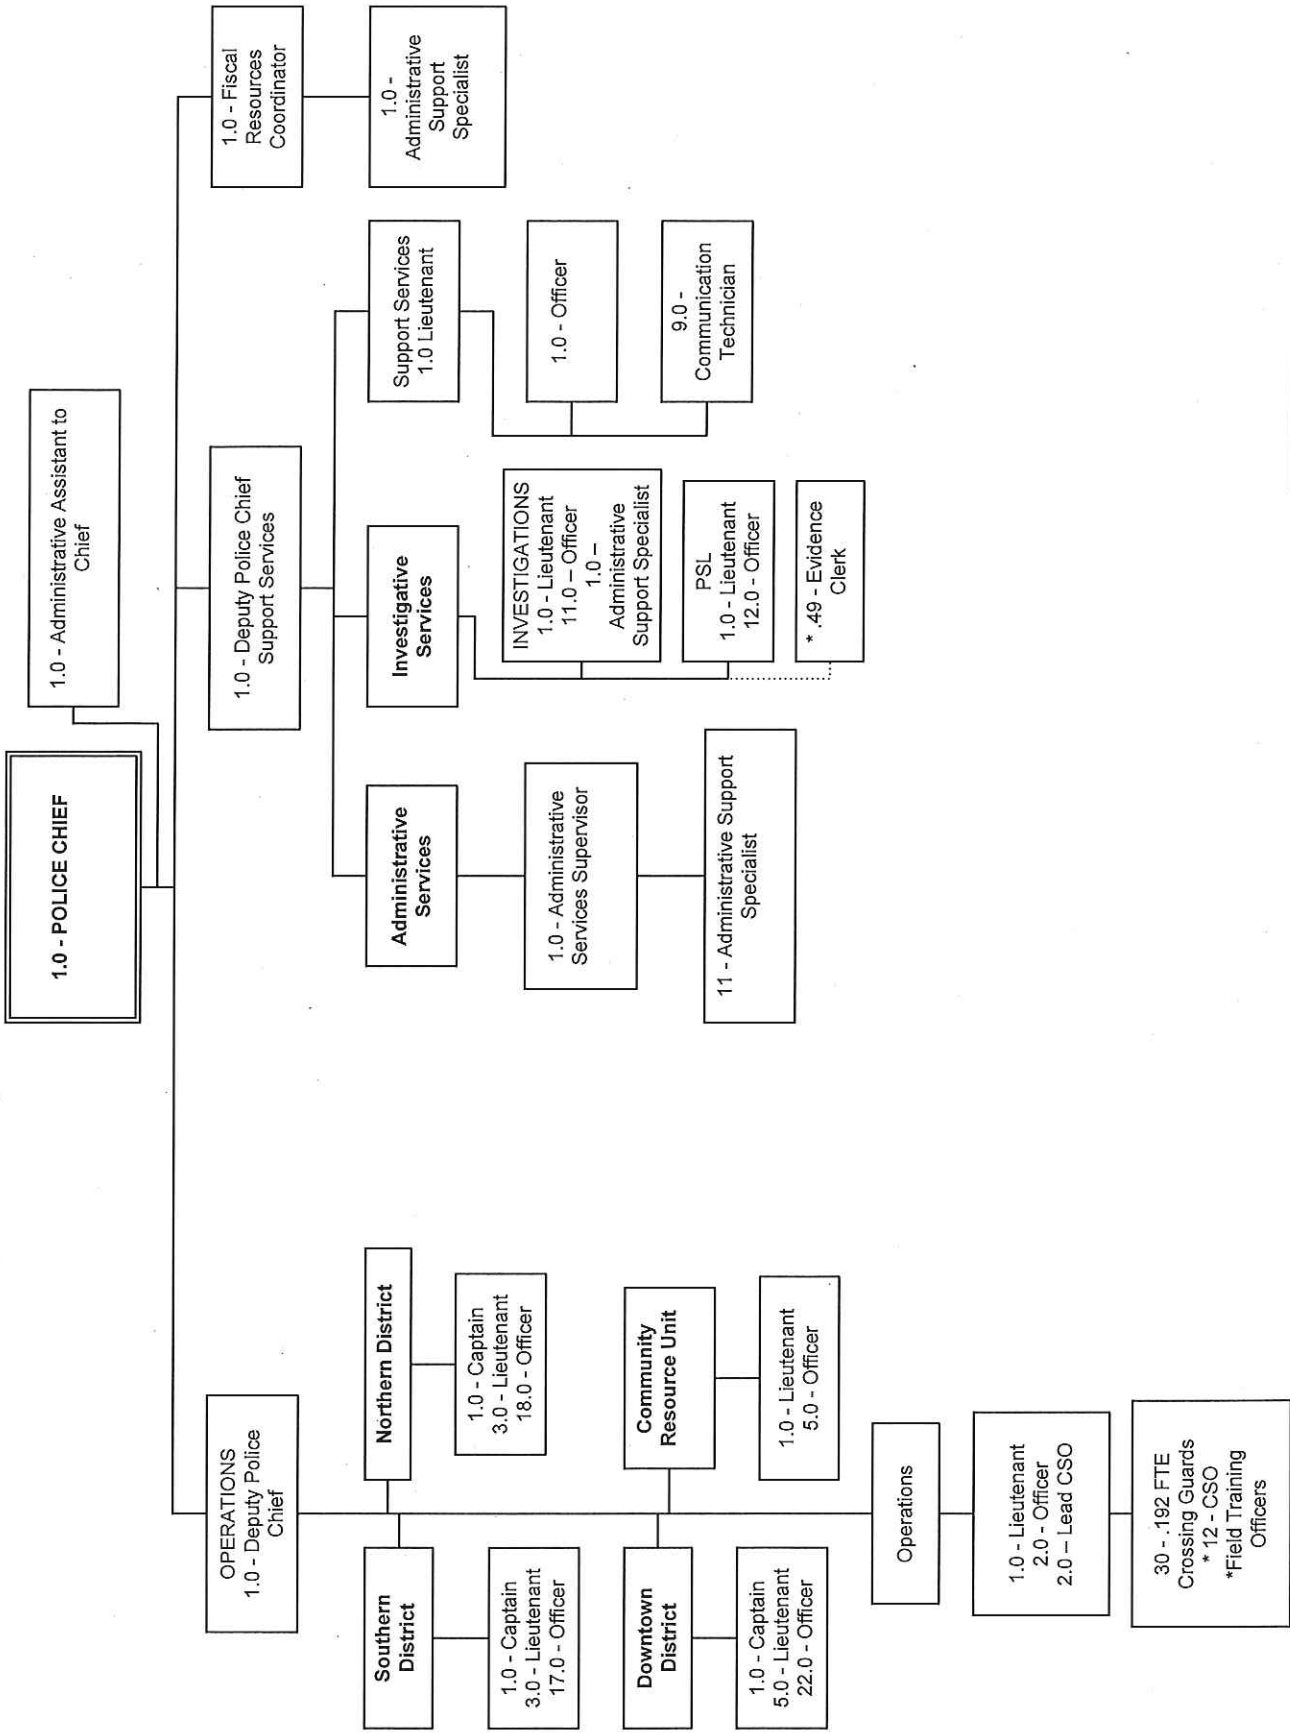 1.0 - POLICE CHIEF
1.0 - Administrative Assistant to
Chief
OPERATIONS
1.0 - Deputy Police
Chief
1.0 - Deputy Police Chief
Support Services
1.0 - Fiscal
Resources
Coordinator
1.0 -
Administrative
Support
Specialist
Southern
District
1.0 - Captain
3.0 - Lieutenant
17.0 - Officer
Northern District
1.0 - Captain
3.0 - Lieutenant
18.0 - Officer
Downtown
District
1.0 - Captain
5.0 - Lieutenant
22.0 - Officer
Community
Resource Unit
1.0 - Lieutenant
5.0 - Officer
Operations
1.0 - Lieutenant
2.0 - Officer
2.0 – Lead CSO
30 - .192 FTE
Crossing Guards
* 12 - CSO
*Field Training
Officers
Administrative
Services
1.0 - Administrative
Services Supervisor
11 - Administrative Support
Specialist
Investigative
Services
INVESTIGATIONS
1.0 - Lieutenant
11.0 – Officer
1.0 –
Administrative
Support Specialist
PSL
1.0 - Lieutenant
12.0 - Officer
* .49 - Evidence
Clerk
Support Services
1.0 Lieutenant
1.0 - Officer
9.0 -
Communication
Technician